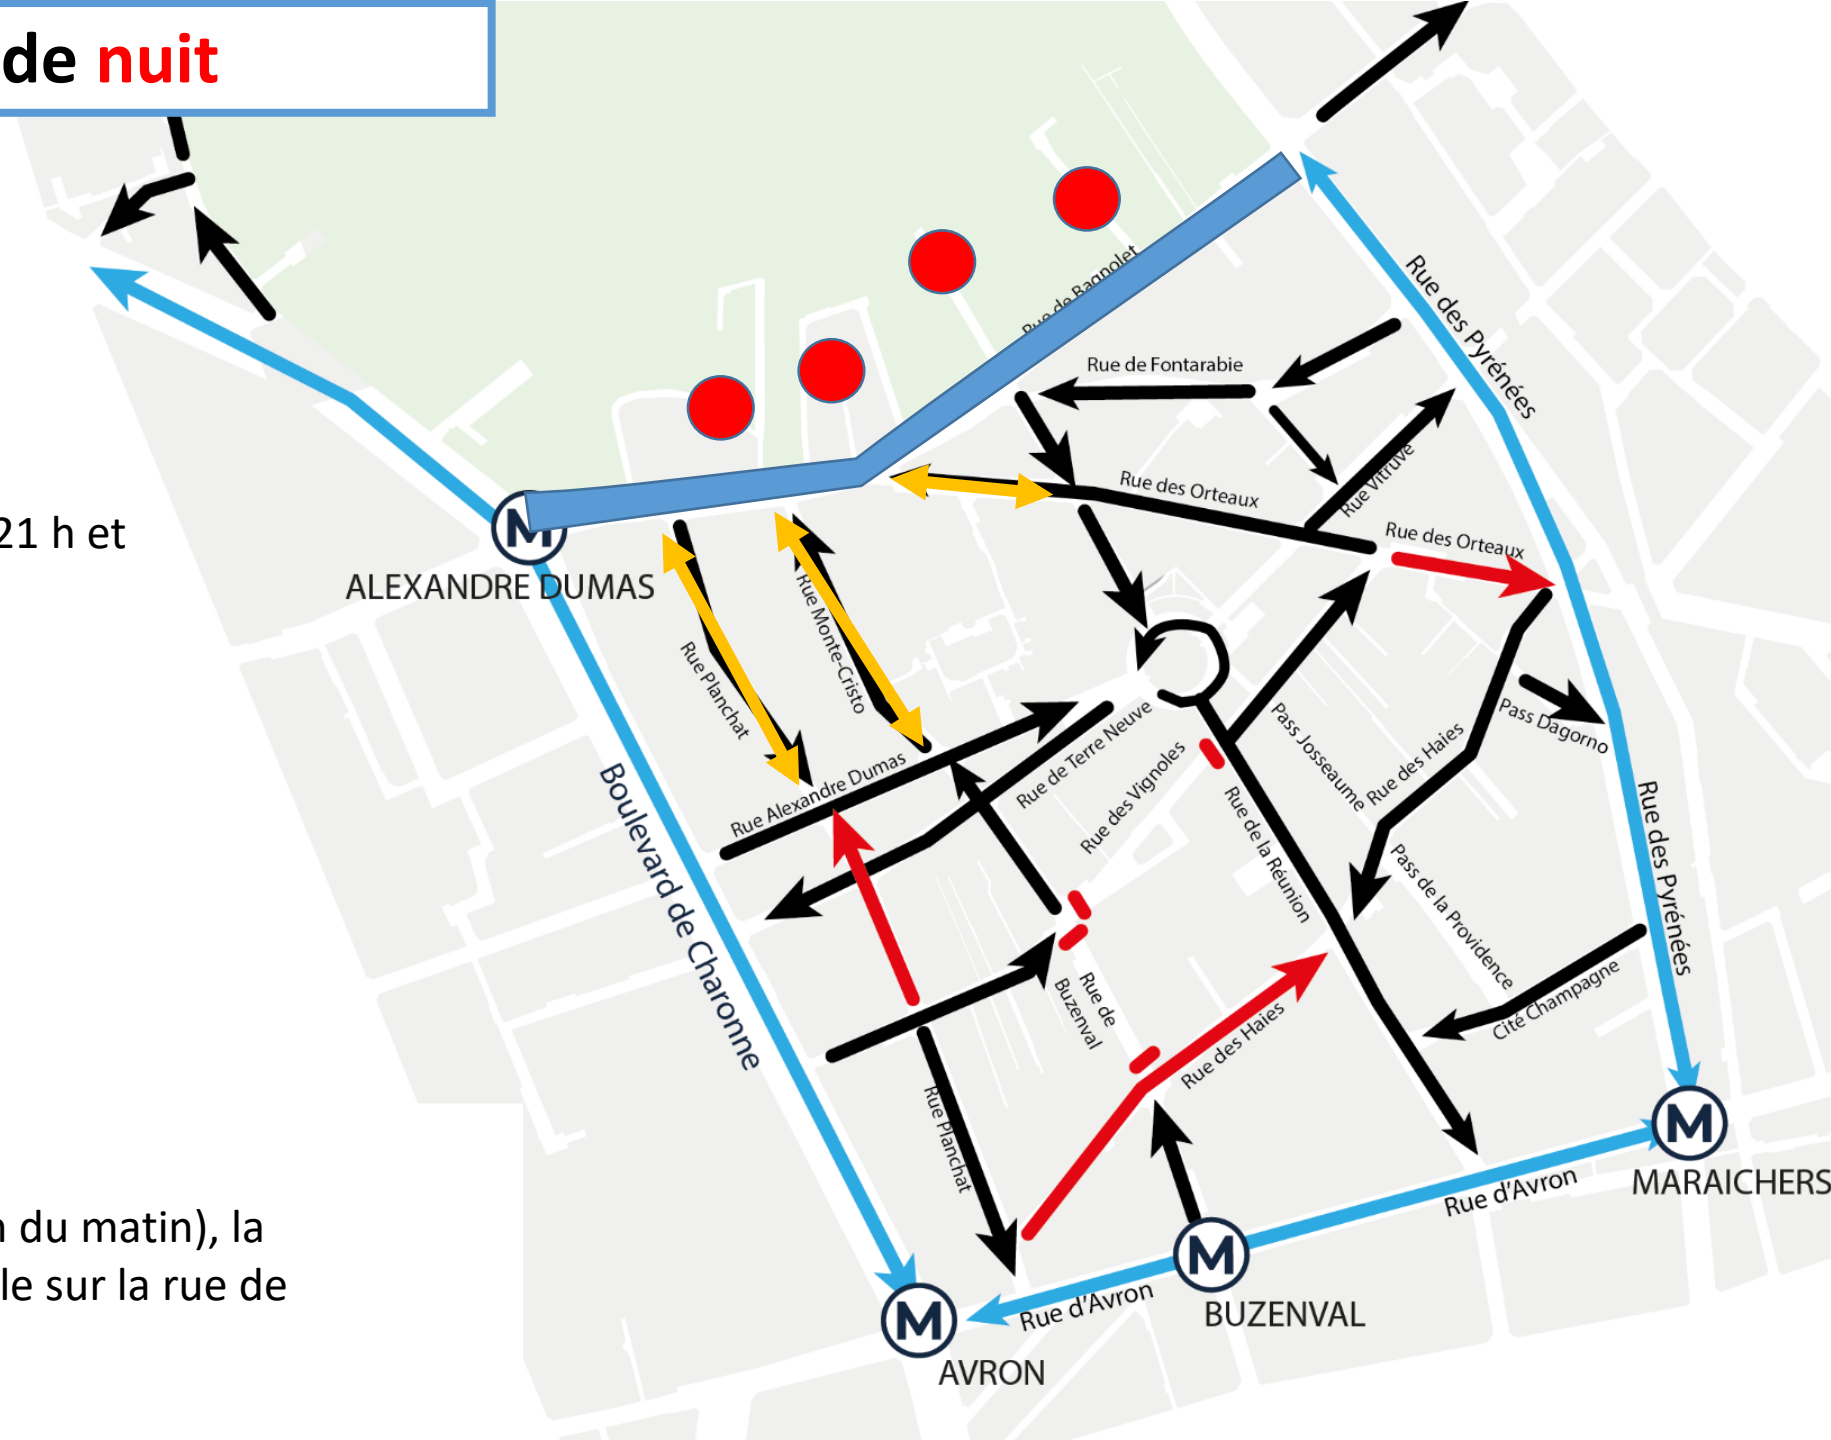 de nuit
21 h et
du matin), la
le sur la rue de
Rue de Bagnolet
Rue des Pyrénées
Rue de Fontarabie
Rue Vitruve
Rue des Orteaux
Rue des Orteaux
M
ALEXANDRE DUMAS
Rue Planchat
Rue Monte-Cristo
Rue Alexandre Dumas
Rue de Terre Neuve
Rue des Vignoles
Rue de la Réunion
Pass Josseaume
Rue des Haies
Pass Dagorno
Boulevard de Charonne
Rue des Pyrénées
Pass de la Providence
Cité Champagne
Rue de
Buzenval
Rue des Haies
Rue Planchat
M
MARAICHERS
Rue d'Avron
M
BUZENVAL
Rue d'Avron
M
AVRON